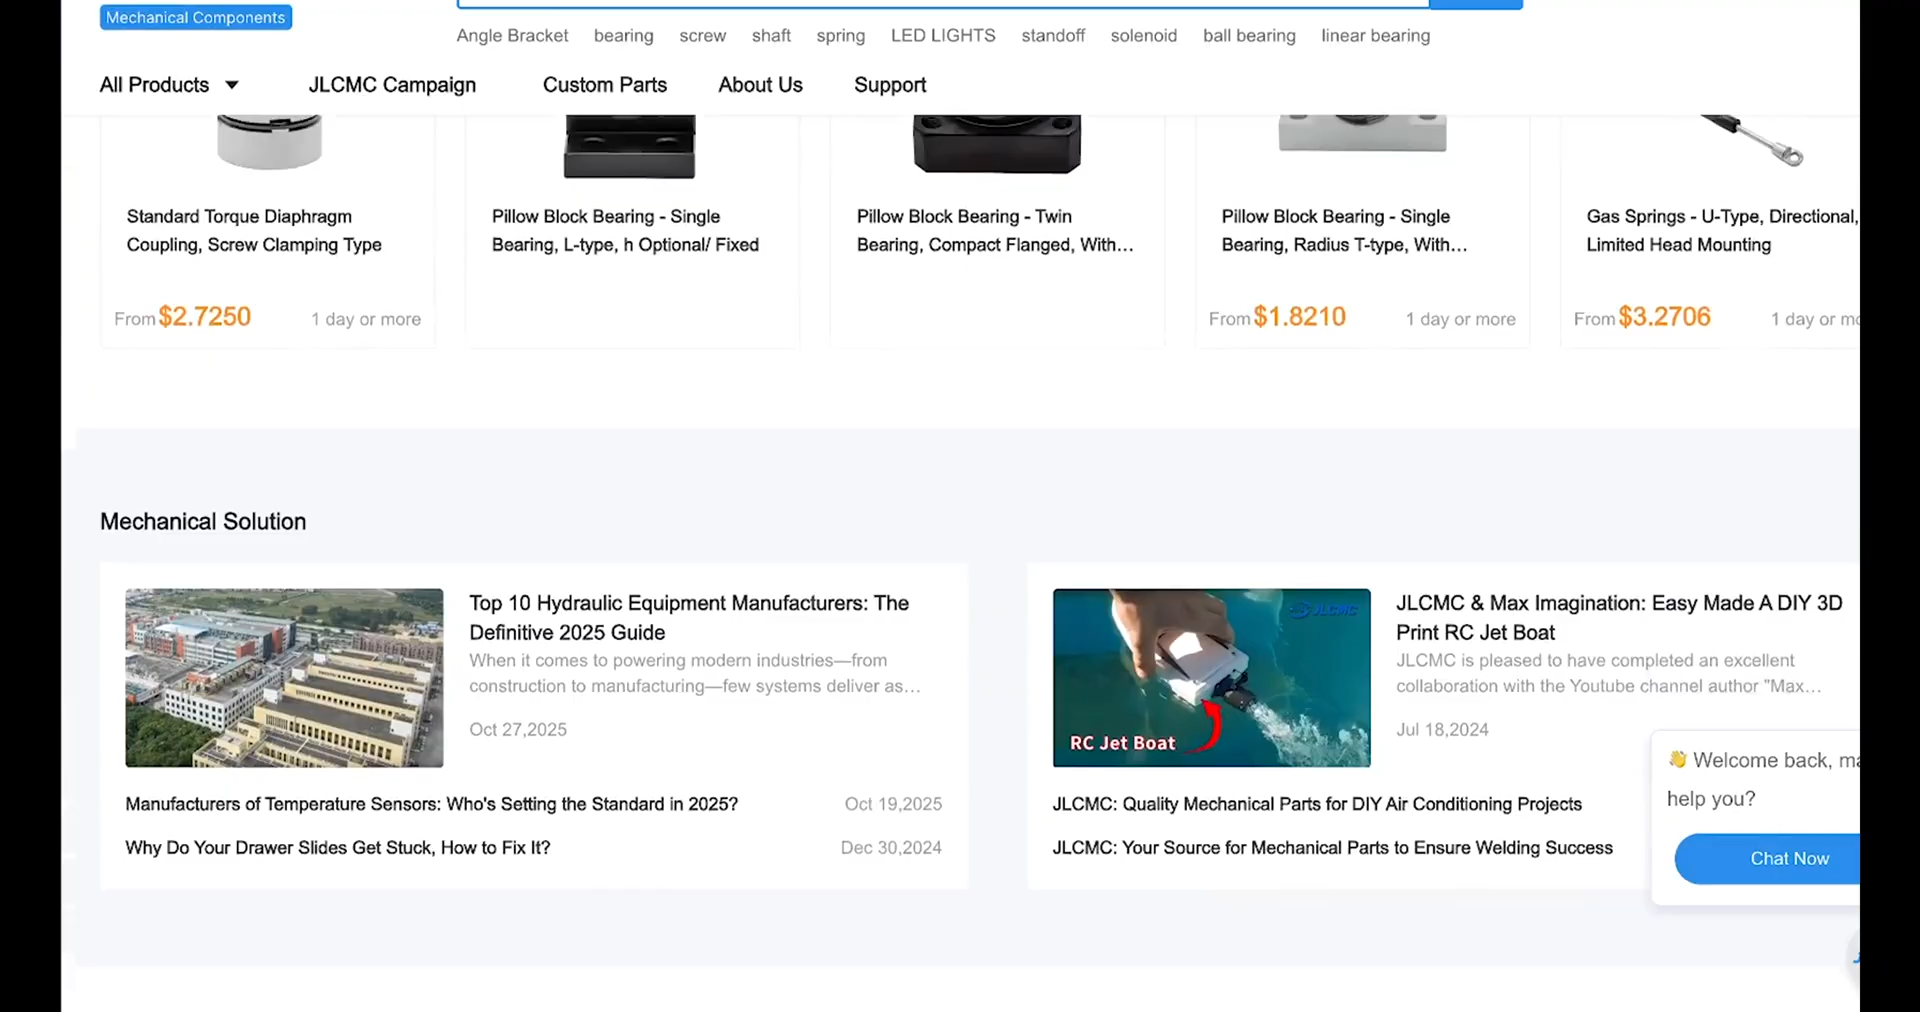 Mechanical Components
Angle Bracket bearing screw shaft spring LED LIGHTS standoff solenoid ball bearing linear bearing
All Products JLCMC Campaign Custom Parts About Us Support
Standard Torque Diaphragm
Coupling, Screw Clamping Type
From $2.7250 1 day or more
Pillow Block Bearing - Single
Bearing, L-type, h Optional/ Fixed
Pillow Block Bearing - Twin
Bearing, Compact Flanged, With...
Pillow Block Bearing - Single
Bearing, Radius T-type, With...
From $1.8210 1 day or more
Gas Springs - U-Type, Directional,
Limited Head Mounting
From $3.2706 1 day or
Mechanical Solution
Top 10 Hydraulic Equipment Manufacturers: The
Definitive 2025 Guide
When it comes to powering modern industries—from
construction to manufacturing—few systems deliver as...
Oct 27,2025
Manufacturers of Temperature Sensors: Who's Setting the Standard in 2025? Oct 19,2025
Why Do Your Drawer Slides Get Stuck, How to Fix It? Dec 30,2024
JLCMC
RC Jet Boat
JLCMC & Max Imagination: Easy Made A DIY 3D
Print RC Jet Boat
JLCMC is pleased to have completed an excellent
collaboration with the Youtube channel author "Max...
Jul 18,2024
JLCMC: Quality Mechanical Parts for DIY Air Conditioning Projects
JLCMC: Your Source for Mechanical Parts to Ensure Welding Success
👋 Welcome back,
help you?
Chat Now